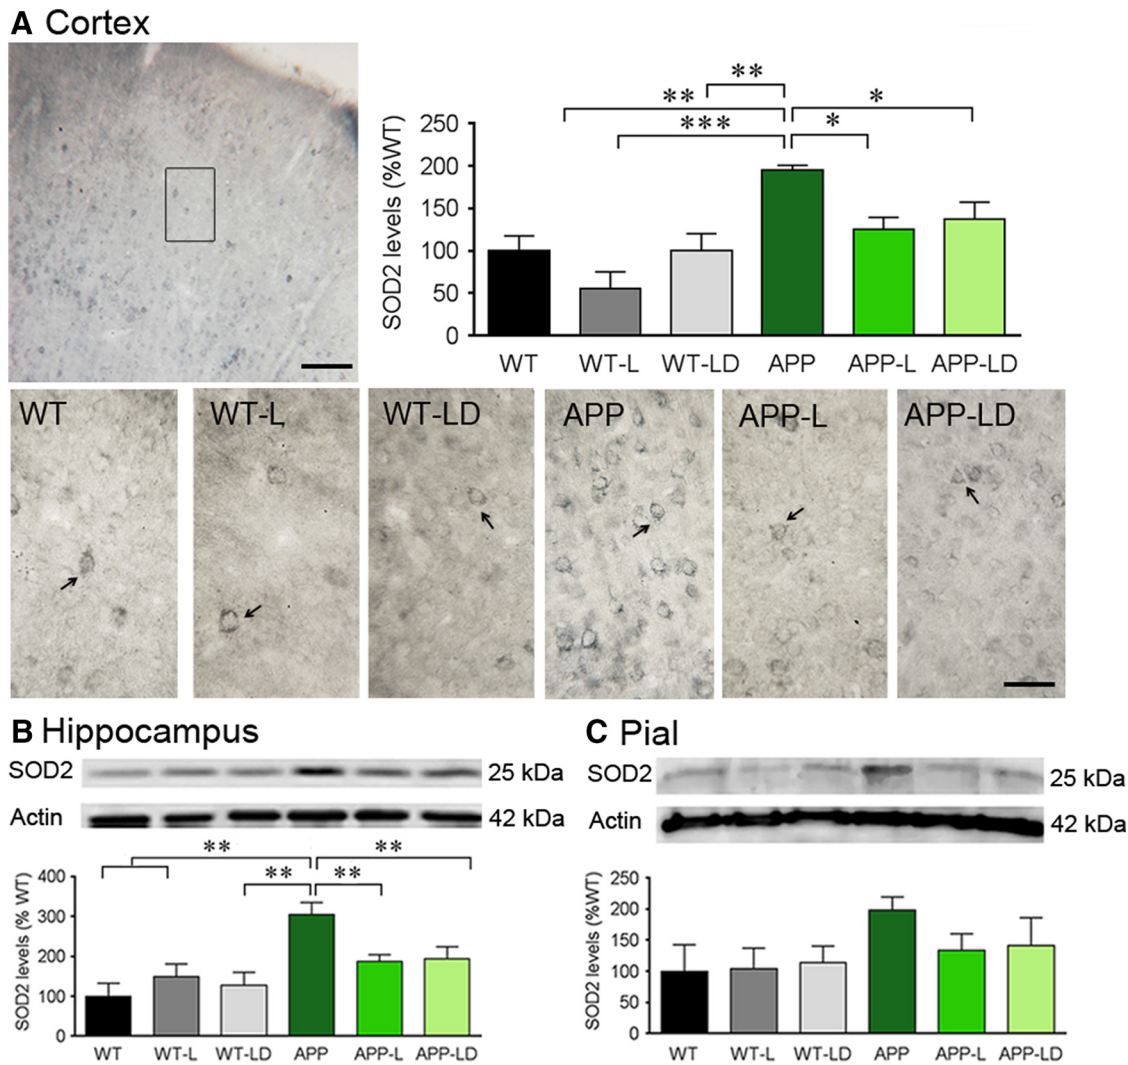 A Cortex
** 
** *
*** *
SOD2 levels (%WT)
250
200
150
100
50
0
WT WT-L WT-LD APP APP-L APP-LD
WT WT-L WT-LD APP APP-L APP-LD
B Hippocampus
SOD2 25 kDa
Actin 42 kDa
** **
** **
SOD2 levels (% WT)
400
300
200
100
0
WT WT-L WT-LD APP APP-L APP-LD
C Pial
SOD2 25 kDa
Actin 42 kDa
SOD2 levels (%WT)
250
200
150
100
50
0
WT WT-L WT-LD APP APP-L APP-LD